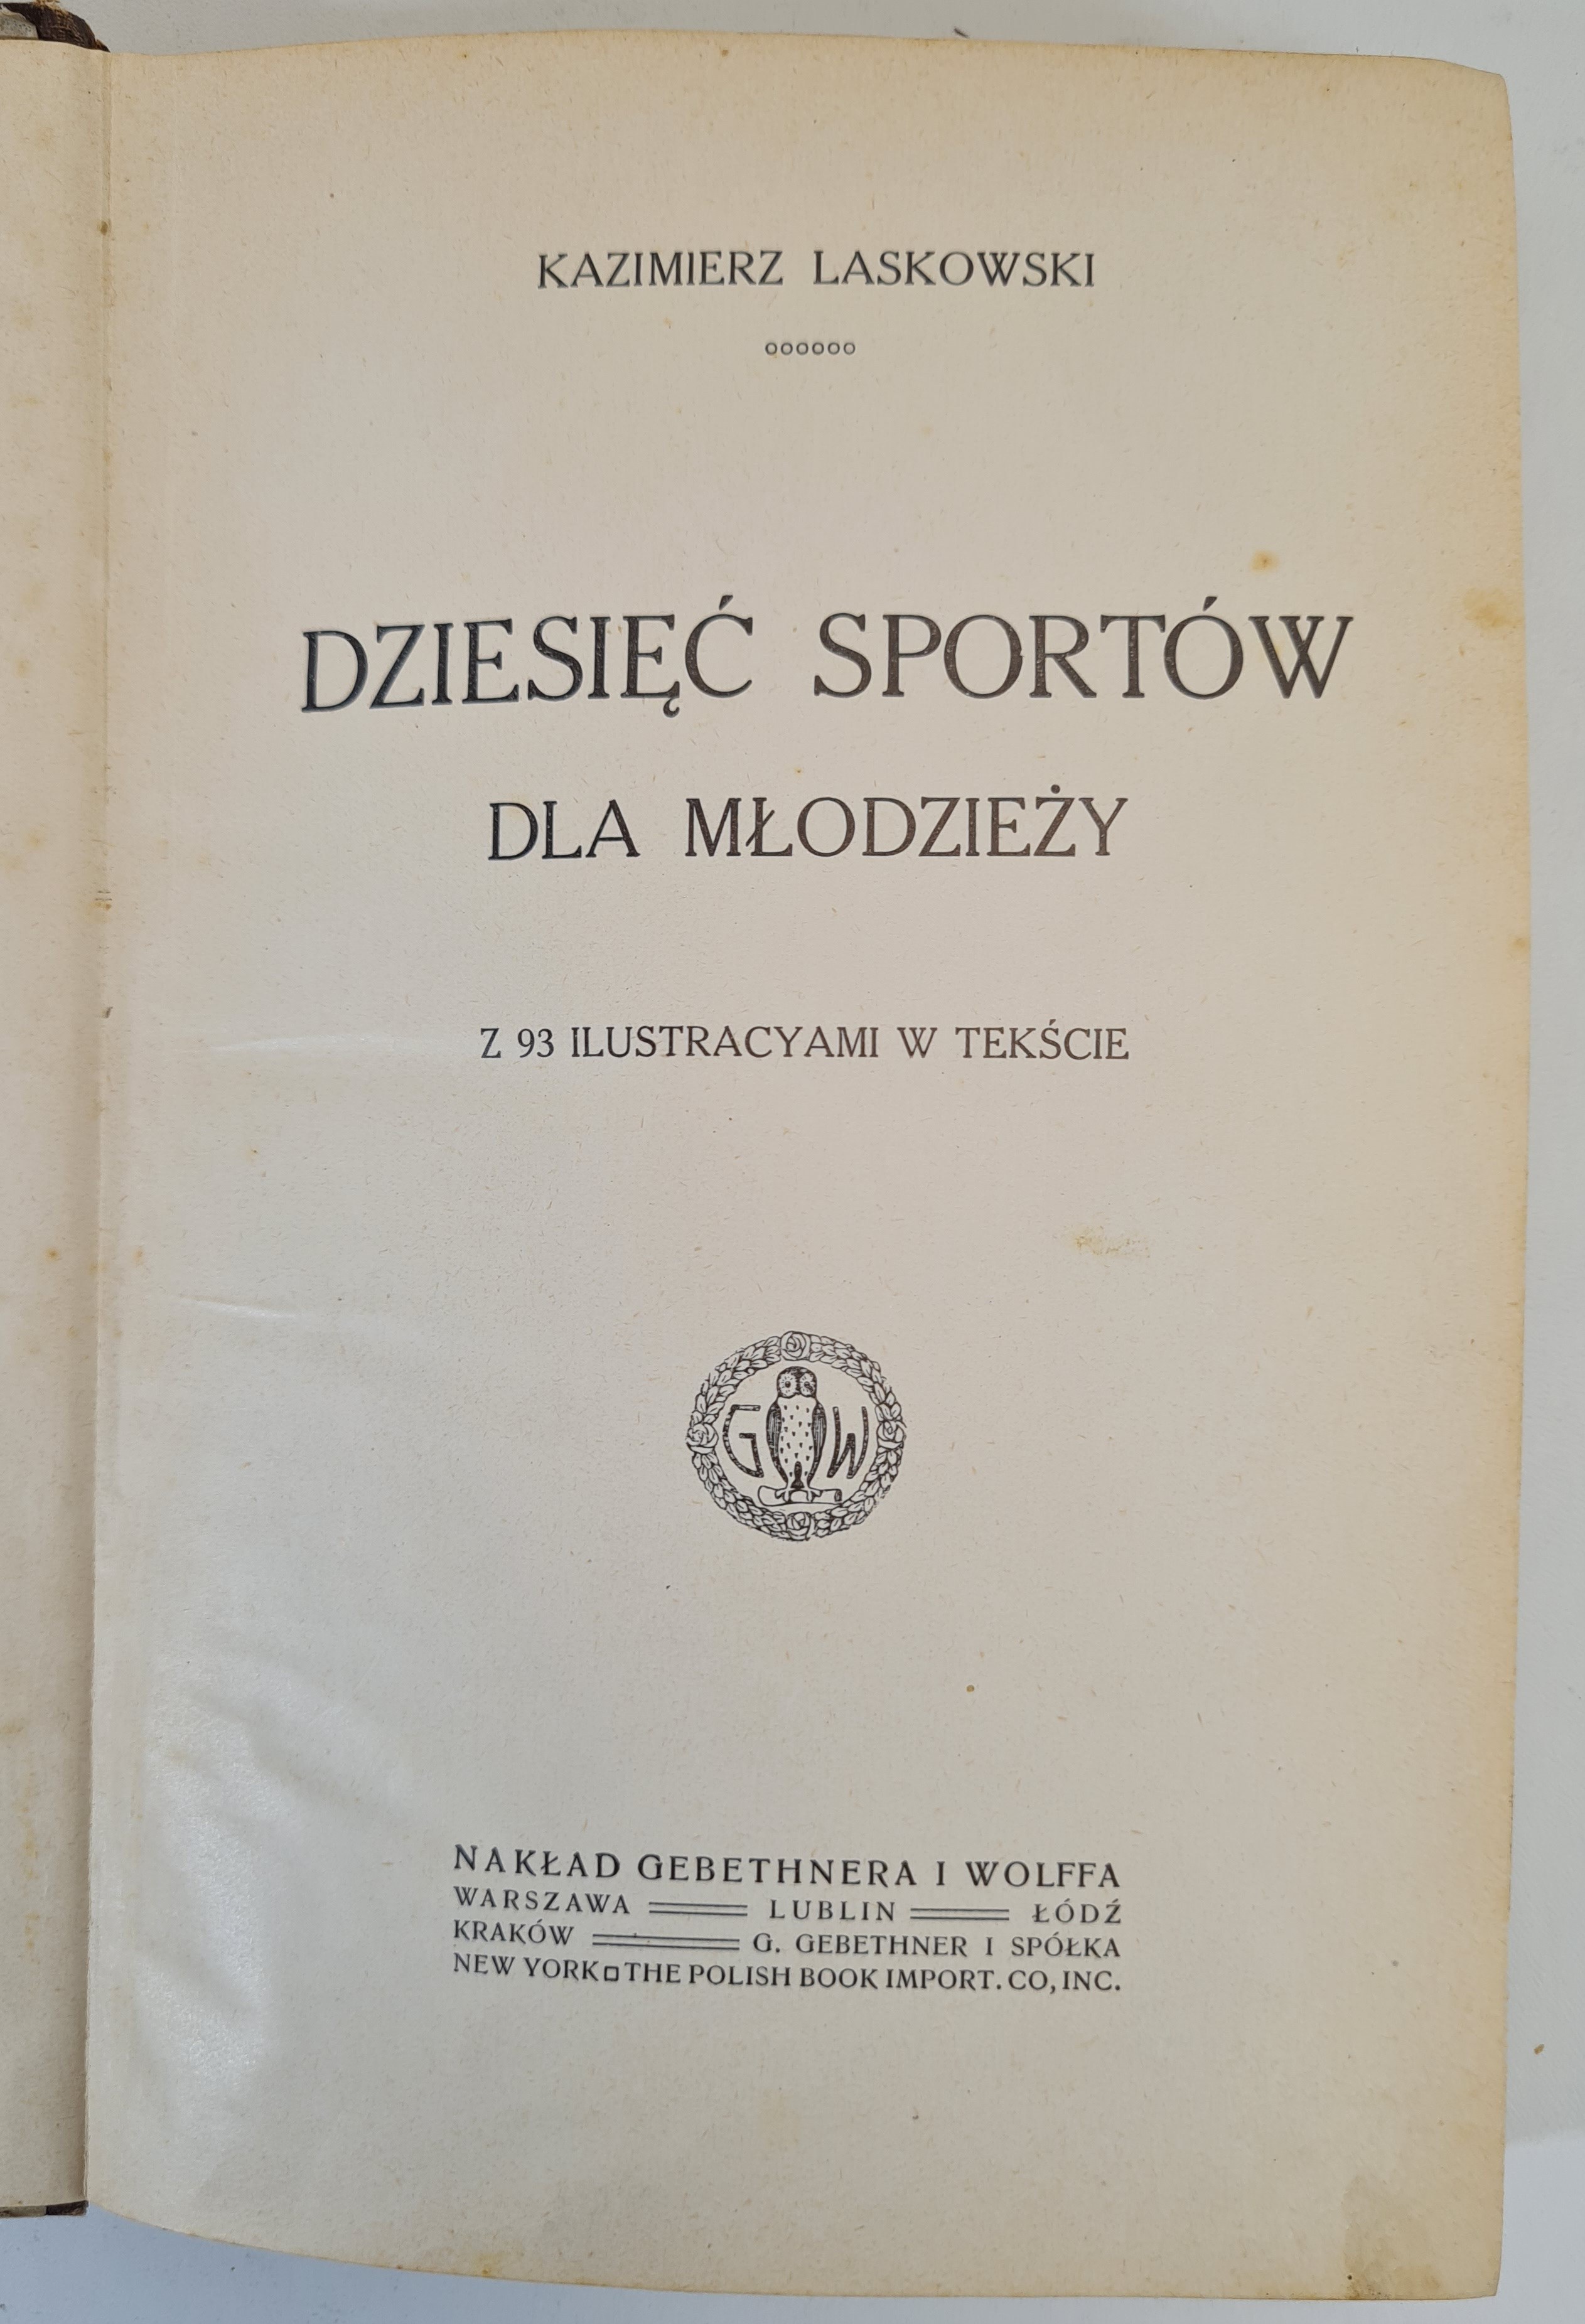 KAZIMIERZ LASKOWSKI
DZIESIĘĆ SPORTÓW
DLA MŁODZIEŻY
Z 93 ILUSTRACYAMI W TEKŚCIE
G W
NAKŁAD GEBETHNERA I WOLFFA
WARSZAWA LUBLIN ŁÓDŹ
KRAKÓW G. GEBETHNER I SPÓŁKA
NEW YORK THE POLISH BOOK IMPORT. CO, INC.